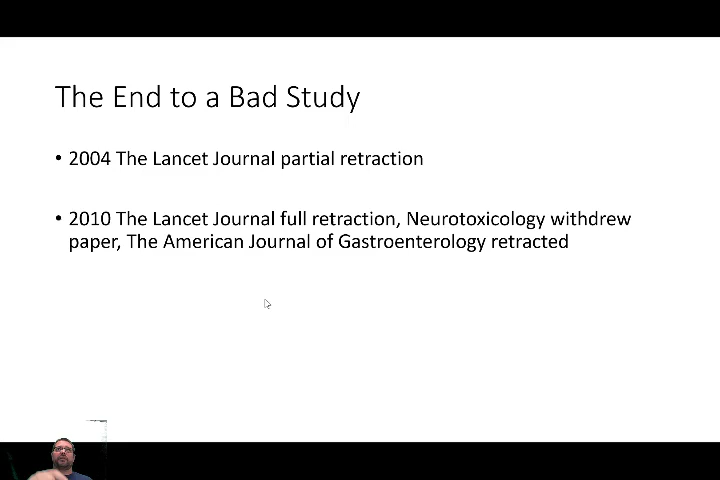 The End to a Bad Study
• 2004 The Lancet Journal partial retraction
• 2010 The Lancet Journal full retraction, Neurotoxicology withdrew
paper, The American Journal of Gastroenterology retracted